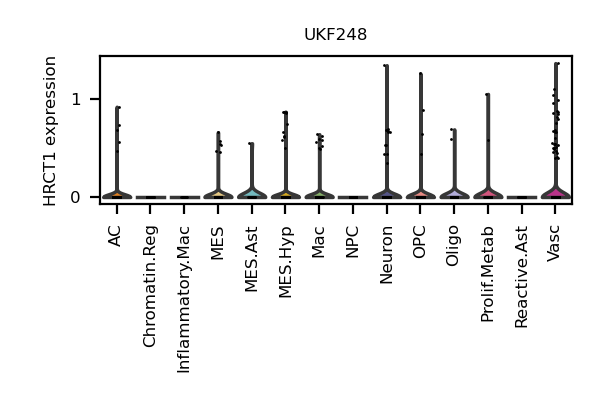 UKF248
HRCT1 expression
1
0
AC
Chromatin.Reg
Inflammatory.Mac
MES
MES.Ast
MES.Hyp
Mac
NPC
Neuron
OPC
Oligo
Prolif.Metab
Reactive.Ast
Vasc